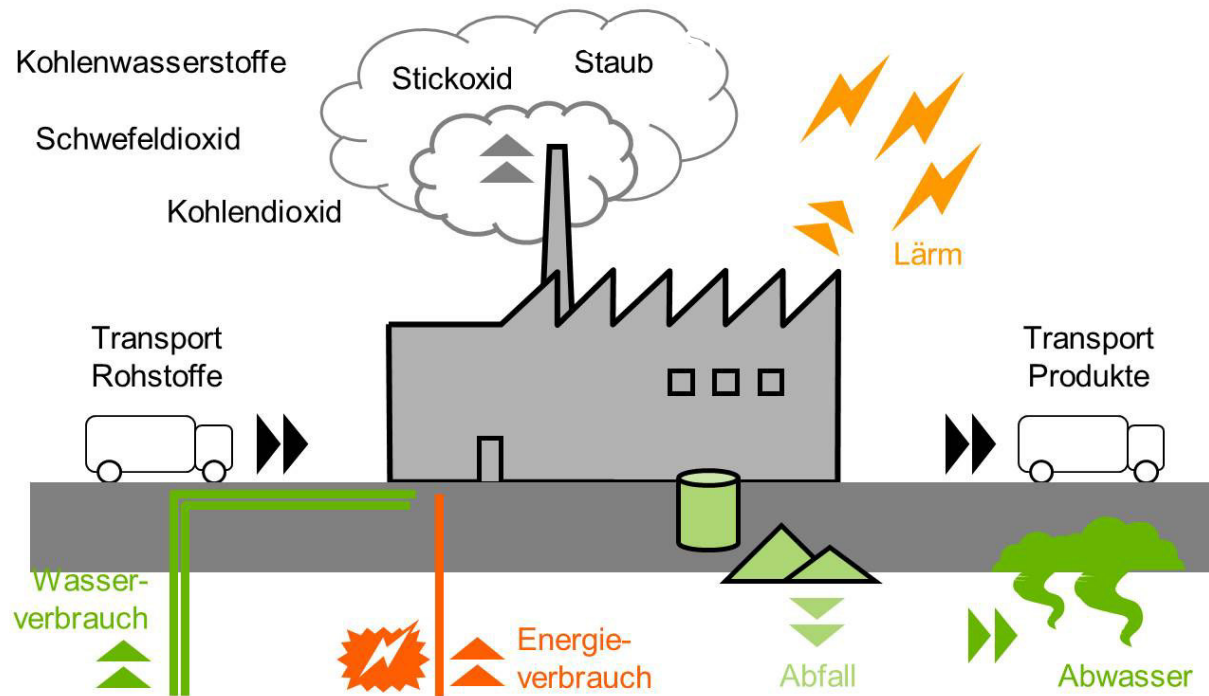 Kohlenwasserstoffe
Stickoxid
Staub
Schwefeldioxid
Kohlendioxid
Lärm
Transport
Rohstoffe
Transport
Produkte
Wasser-
verbrauch
Energie-
verbrauch
Abfall
Abwasser